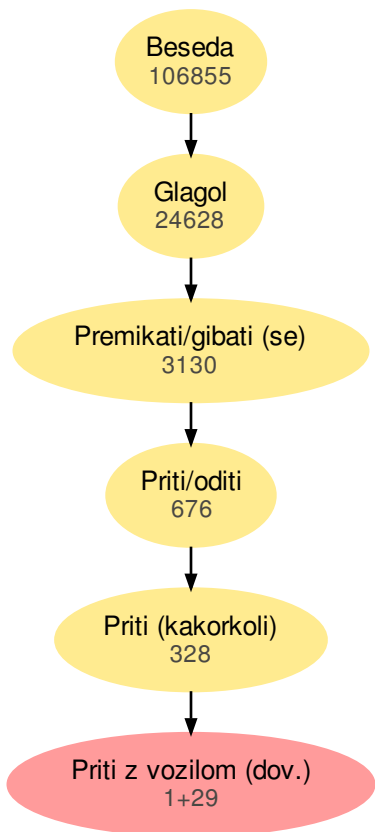 Beseda
106855
Glagol
24628
Premikati/gibati (se)
3130
Priti/oditi
676
Priti (kakorkoli)
328
Priti z vozilom (dov.)
1+29